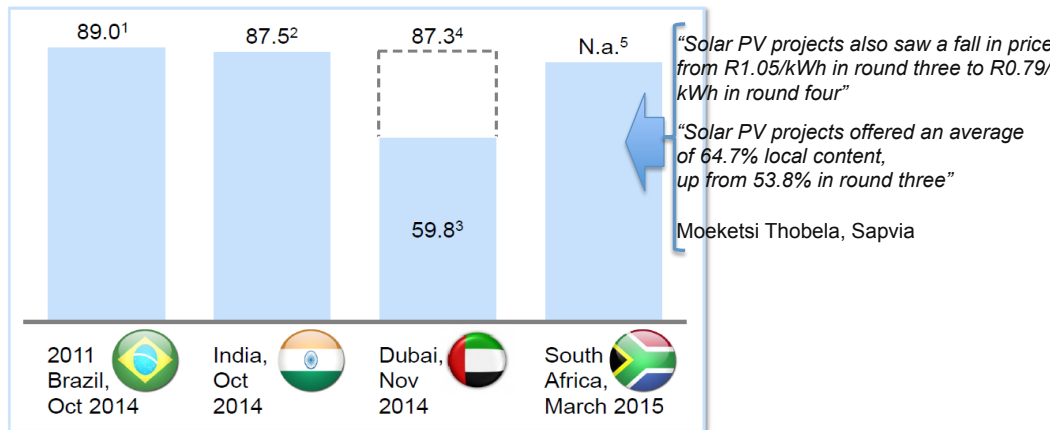 89.0¹
87.5²
87.3⁴
N.a.⁵
59.8³
“Solar PV projects also saw a fall in price
from R1.05/kWh in round three to R0.79/
kWh in round four”
“Solar PV projects offered an average
of 64.7% local content,
up from 53.8% in round three”
Moeketsi Thobela, Sapvia
2011
Brazil,
Oct 2014
India,
Oct
2014
Dubai,
Nov
2014
South
Africa,
March 2015